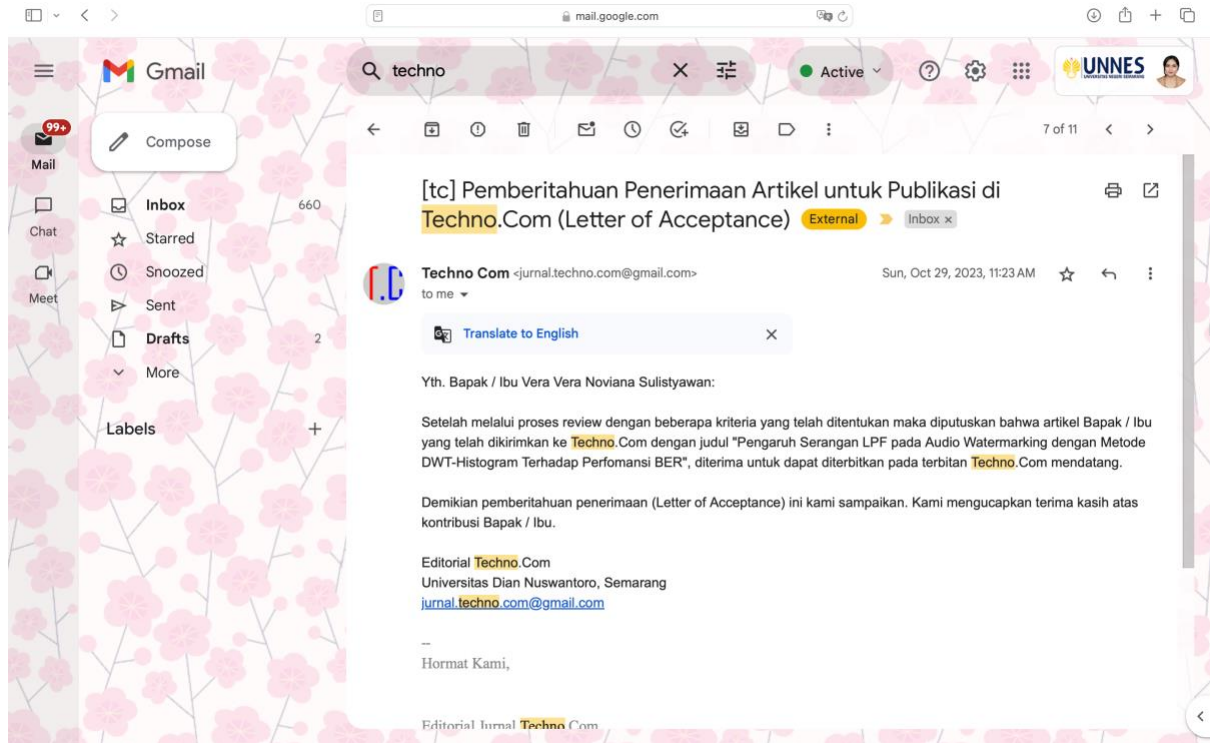 mail.google.com
Gmail
techno
Active
UNNES
UNIVERSITAS NEGERI SEMARANG
99+
Mail
Chat
Meet
Compose
Inbox 660
Starred
Snoozed
Sent
Drafts 2
More
Labels
7 of 11
[tc] Pemberitahuan Penerimaan Artikel untuk Publikasi di
Techno.Com (Letter of Acceptance) External Inbox ×
T.C
Techno Com <jurnal.techno.com@gmail.com> Sun, Oct 29, 2023, 11:23 AM
to me
Translate to English
Yth. Bapak / Ibu Vera Vera Noviana Sulistyawan:
Setelah melalui proses review dengan beberapa kriteria yang telah ditentukan maka diputuskan bahwa artikel Bapak / Ibu
yang telah dikirimkan ke Techno.Com dengan judul "Pengaruh Serangan LPF pada Audio Watermarking dengan Metode
DWT-Histogram Terhadap Perfomansi BER", diterima untuk dapat diterbitkan pada terbitan Techno.Com mendatang.
Demikian pemberitahuan penerimaan (Letter of Acceptance) ini kami sampaikan. Kami mengucapkan terima kasih atas
kontribusi Bapak / Ibu.
Editorial Techno.Com
Universitas Dian Nuswantoro, Semarang
jurnal.techno.com@gmail.com
--
Hormat Kami,
Editorial Jurnal Techno.Com